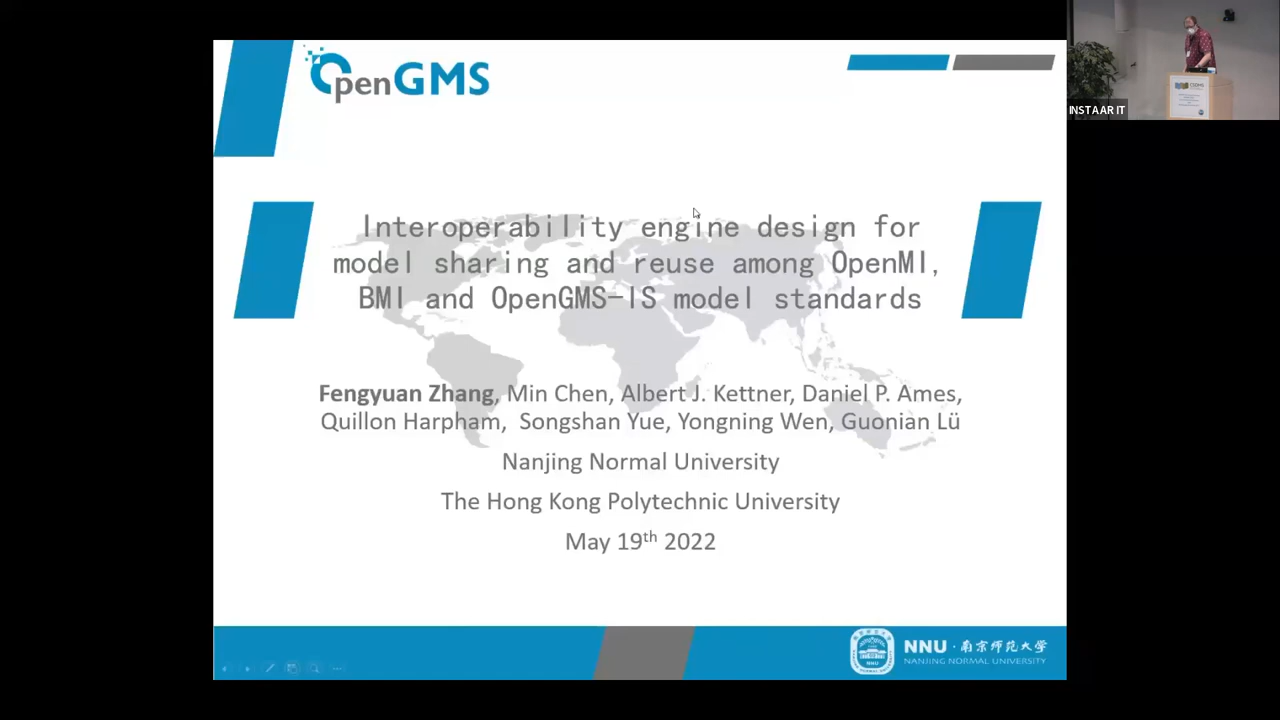 OpenGMS
INSTAAR IT
CSDMS
Interoperability engine design for
model sharing and reuse among OpenMI,
BMI and OpenGMS-IS model standards
Fengyuan Zhang, Min Chen, Albert J. Kettner, Daniel P. Ames,
Quillon Harpham, Songshan Yue, Yongning Wen, Guonian Lü
Nanjing Normal University
The Hong Kong Polytechnic University
May 19th 2022
NNU
NNU·南京师范大学
NANJING NORMAL UNIVERSITY